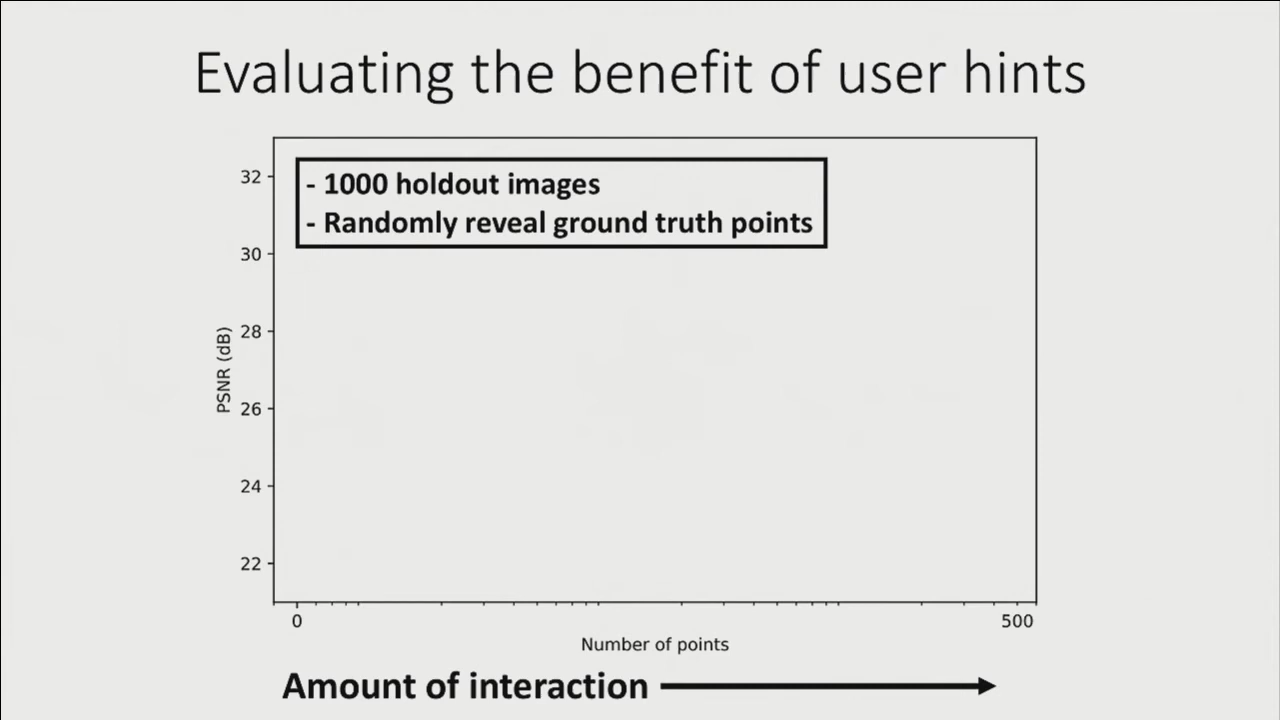 Evaluating the benefit of user hints
- 1000 holdout images
- Randomly reveal ground truth points
32
30
28
26
24
22
PSNR (dB)
0
500
Number of points
Amount of interaction